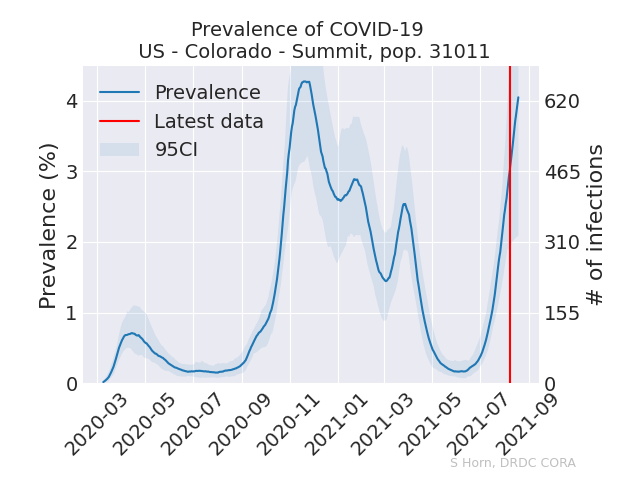 Prevalence of COVID-19
US - Colorado - Summit, pop. 31011
Prevalence
Latest data
95CI
Prevalence (%)
4
3
2
1
0
620
465
310
155
0
# of infections
2020-03
2020-05
2020-07
2020-09
2020-11
2021-01
2021-03
2021-05
2021-07
2021-09
S Horn, DRDC CORA